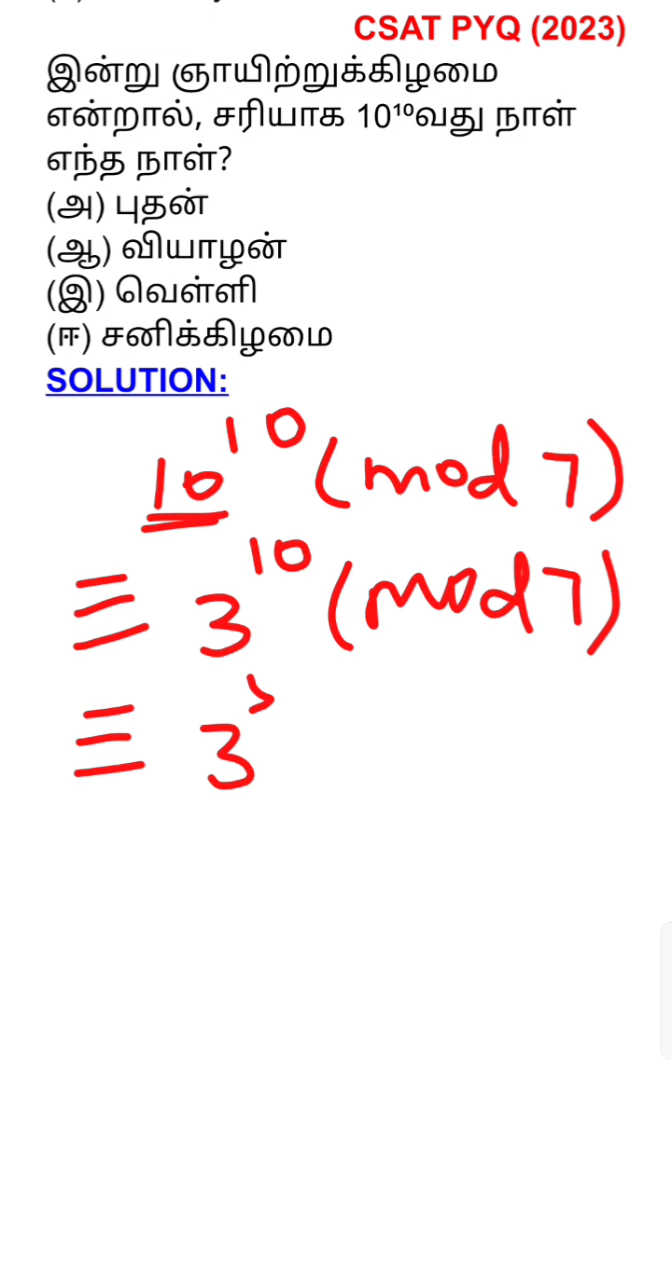 CSAT PYQ (2023)
இன்று ஞாயிற்றுக்கிழமை
என்றால், சரியாக 10¹⁰வது நாள்
எந்த நாள்?
(அ) புதன்
(ஆ) வியாழன்
(இ) வெள்ளி
(ஈ) சனிக்கிழமை
SOLUTION:
10¹⁰ (mod 7)
≡ 3¹⁰ (mod 7)
≡ 3